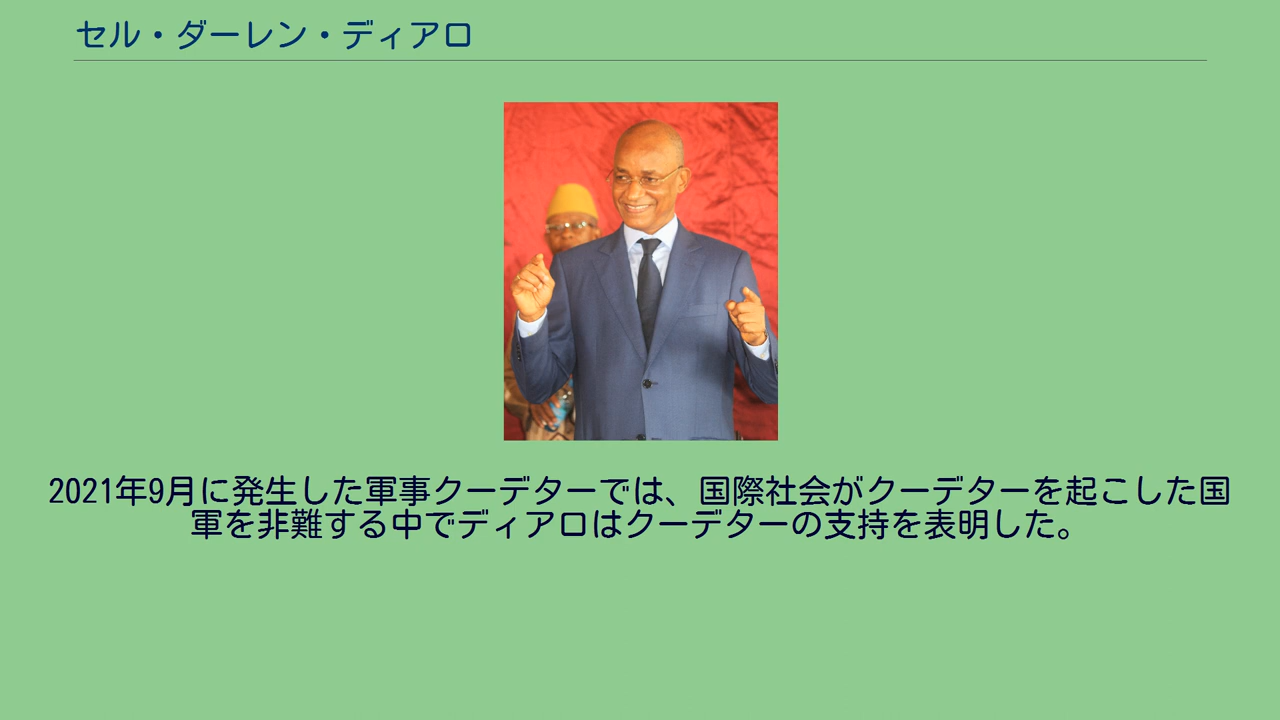 セル・ダーレン・ディアロ
2021年9月に発生した軍事クーデターでは、国際社会がクーデターを起こした国
軍を非難する中でディアロはクーデターの支持を表明した。